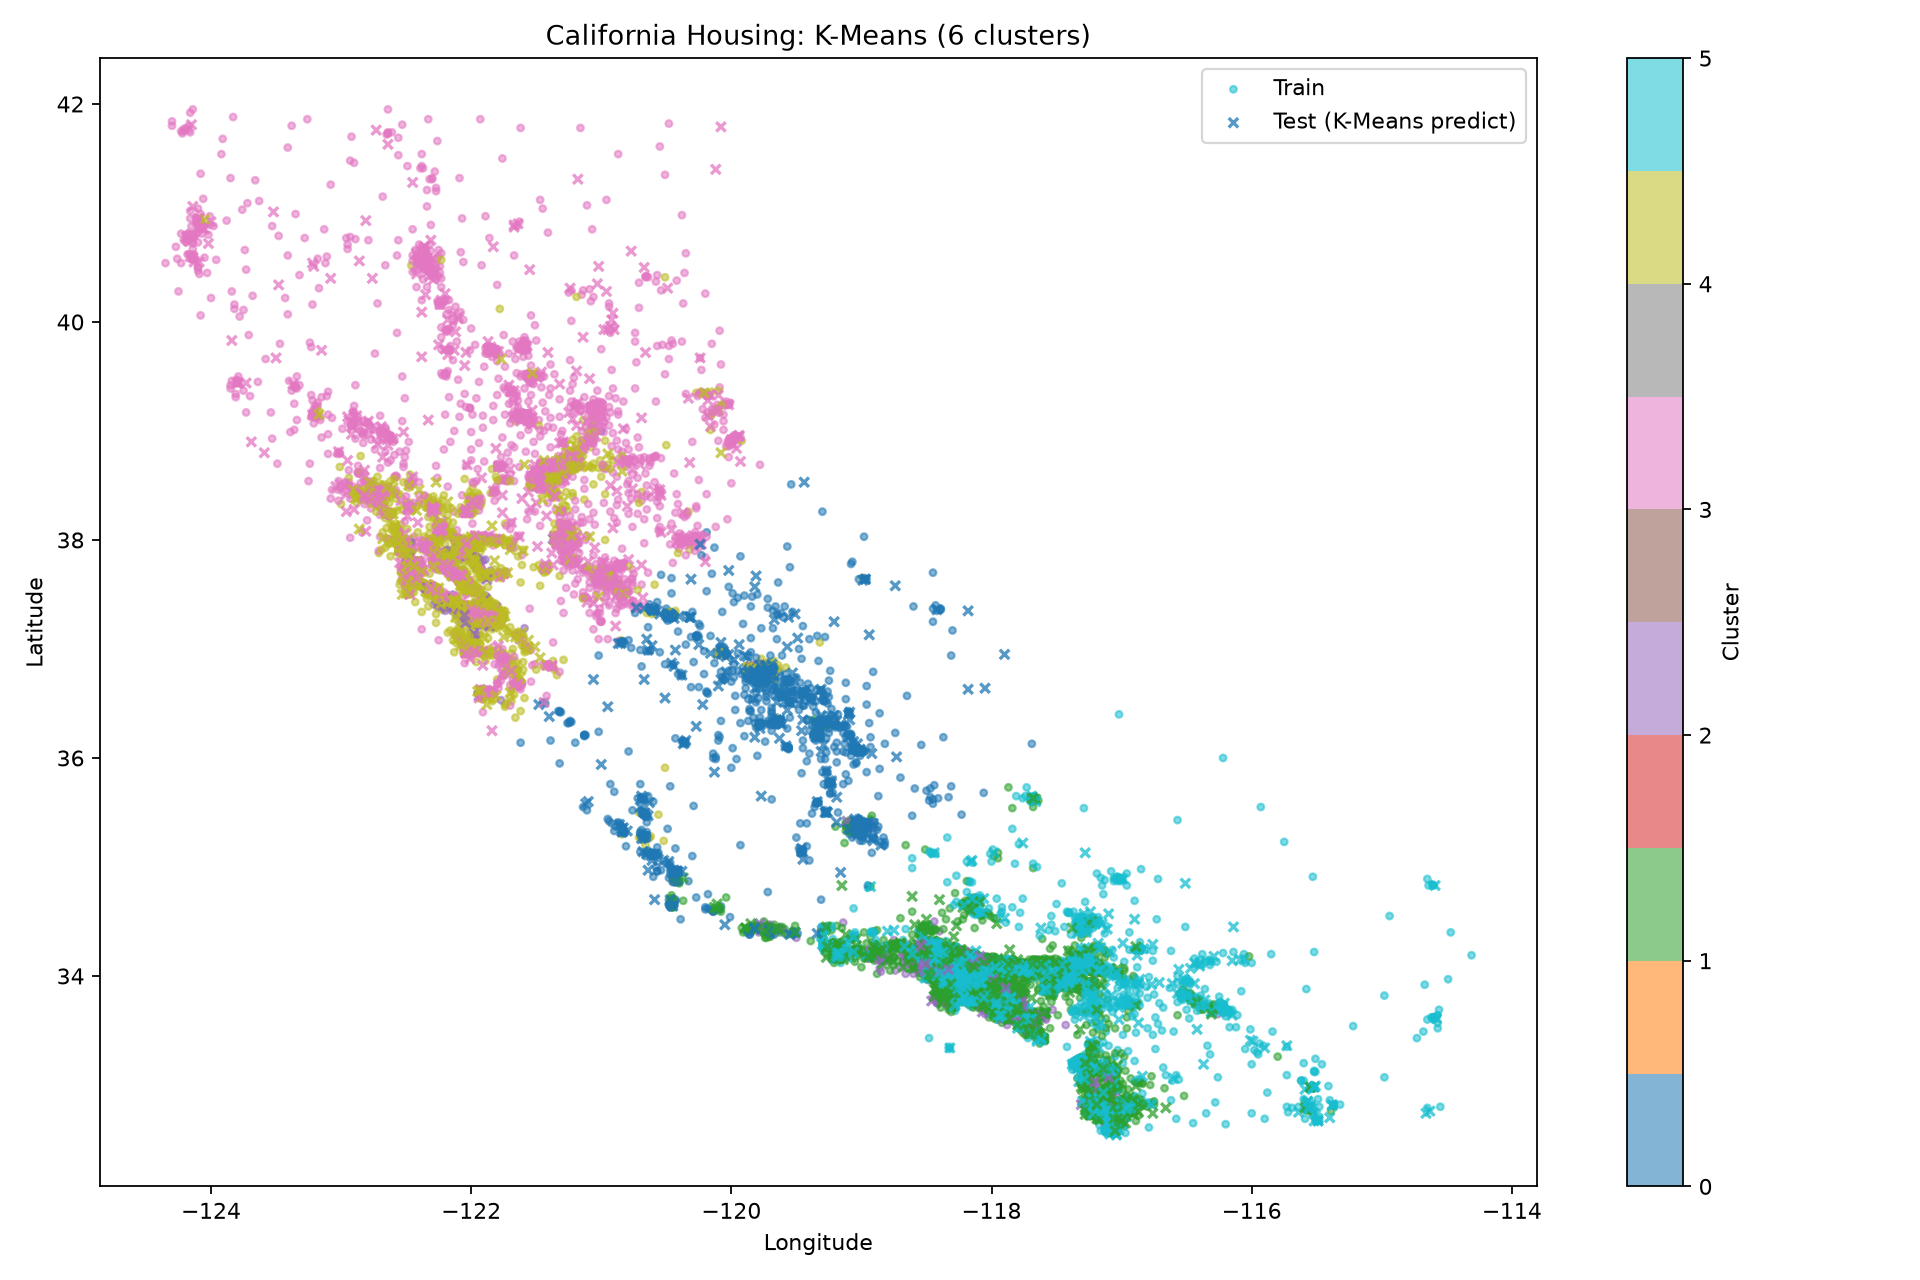 California Housing: K-Means (6 clusters)
Train
Test (K-Means predict)
42
40
38
36
34
Latitude
−124
−122
−120
−118
−116
−114
Longitude
5
4
3
2
1
0
Cluster